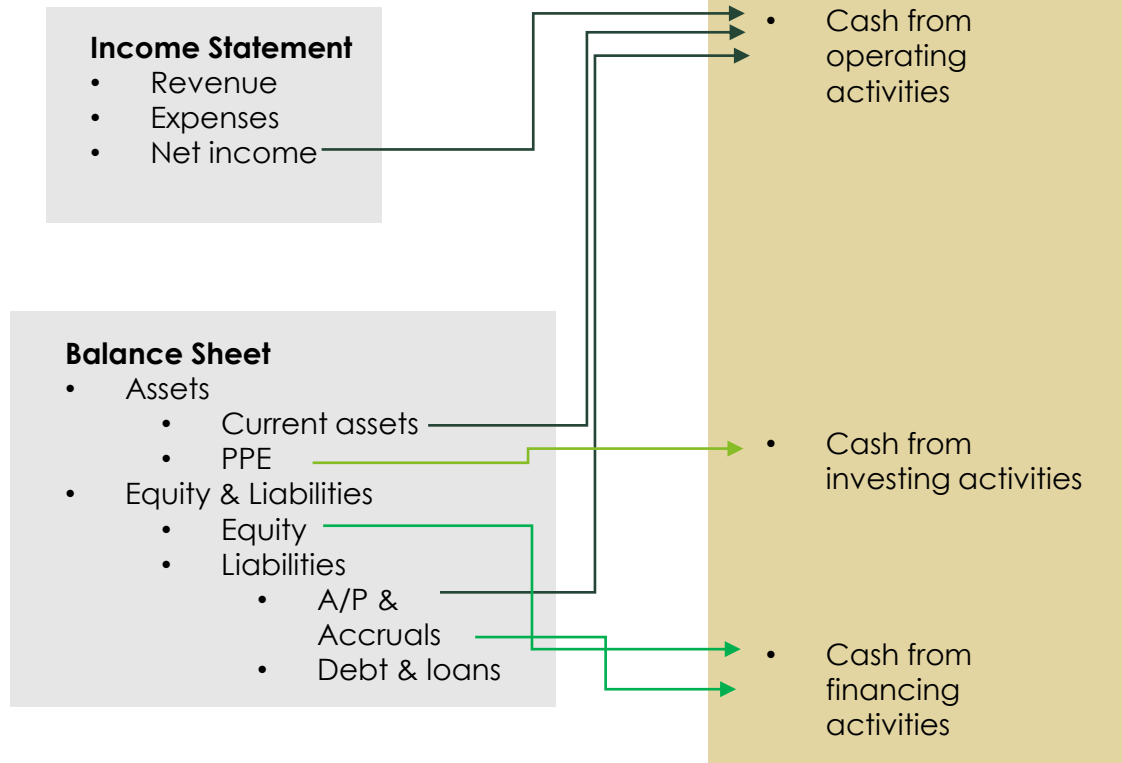 Income Statement
• Revenue
• Expenses
• Net income
Balance Sheet
• Assets
• Current assets
• PPE
• Equity & Liabilities
• Equity
• Liabilities
• A/P &
Accruals
• Debt & loans
• Cash from
operating
activities
• Cash from
investing activities
• Cash from
financing
activities